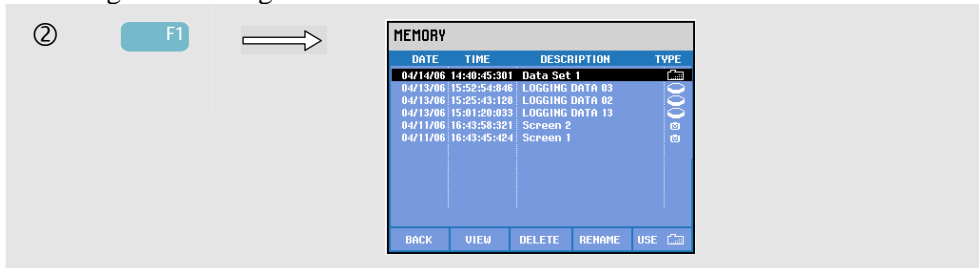 ② F1
MEMORY
DATE TIME DESCRIPTION TYPE
04/14/06 14:40:45:301 Data Set 1
04/13/06 15:52:54:846 LOGGING DATA 03
04/13/06 15:25:43:128 LOGGING DATA 02
04/13/06 15:01:20:033 LOGGING DATA 13
04/11/06 16:43:58:321 Screen 2
04/11/06 16:43:45:424 Screen 1
BACK VIEW DELETE RENAME USE